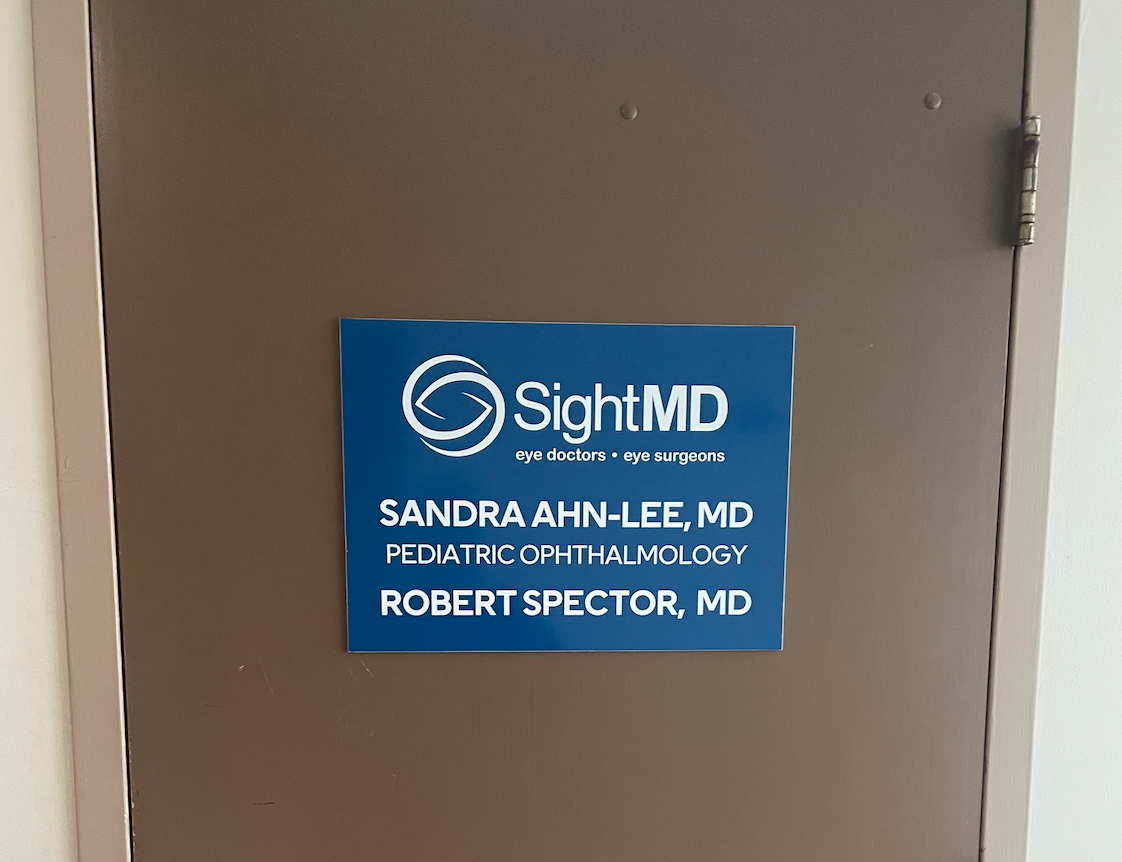 SightMD
eye doctors • eye surgeons
SANDRA AHN-LEE, MD
PEDIATRIC OPHTHALMOLOGY
ROBERT SPECTOR, MD